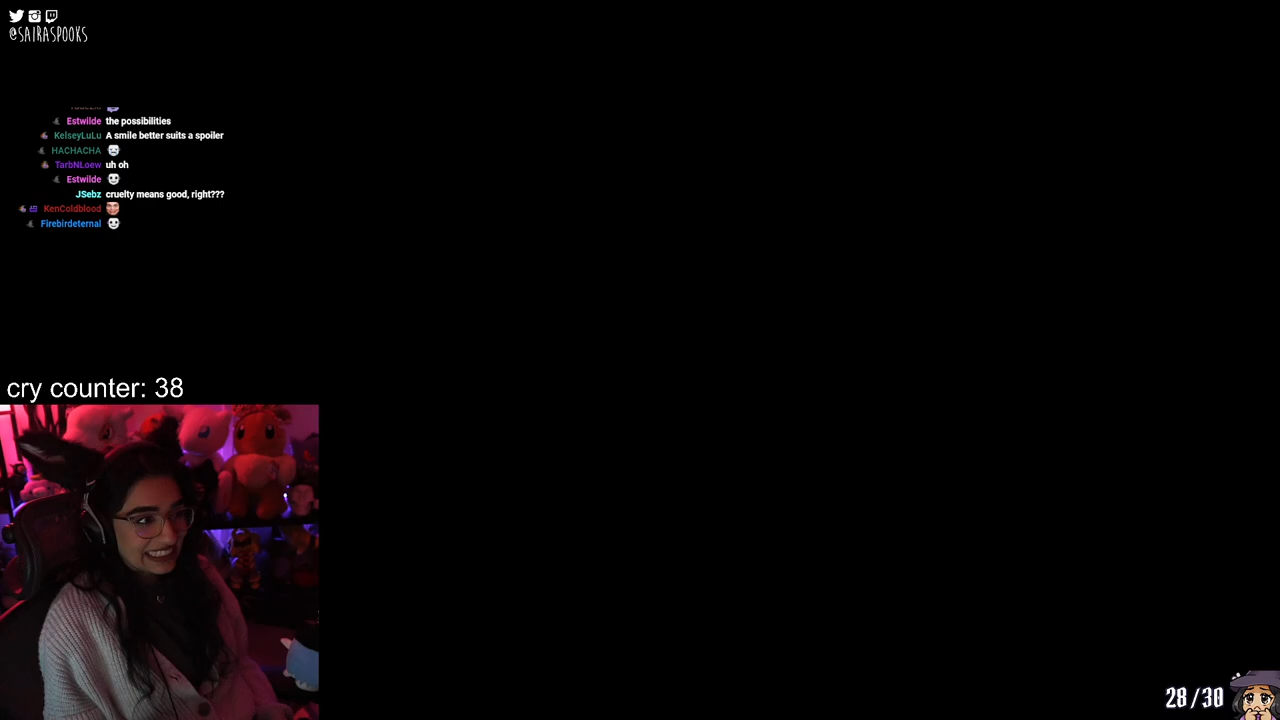 @SAIRASPOOKS
Estwilde the possibilities
KelseyLuLu A smile better suits a spoiler
HACHACHA
TarbNLoew uh oh
Estwilde
JSebz cruelty means good, right???
KenColdblood
Firebirdeternal
cry counter: 38
28/30